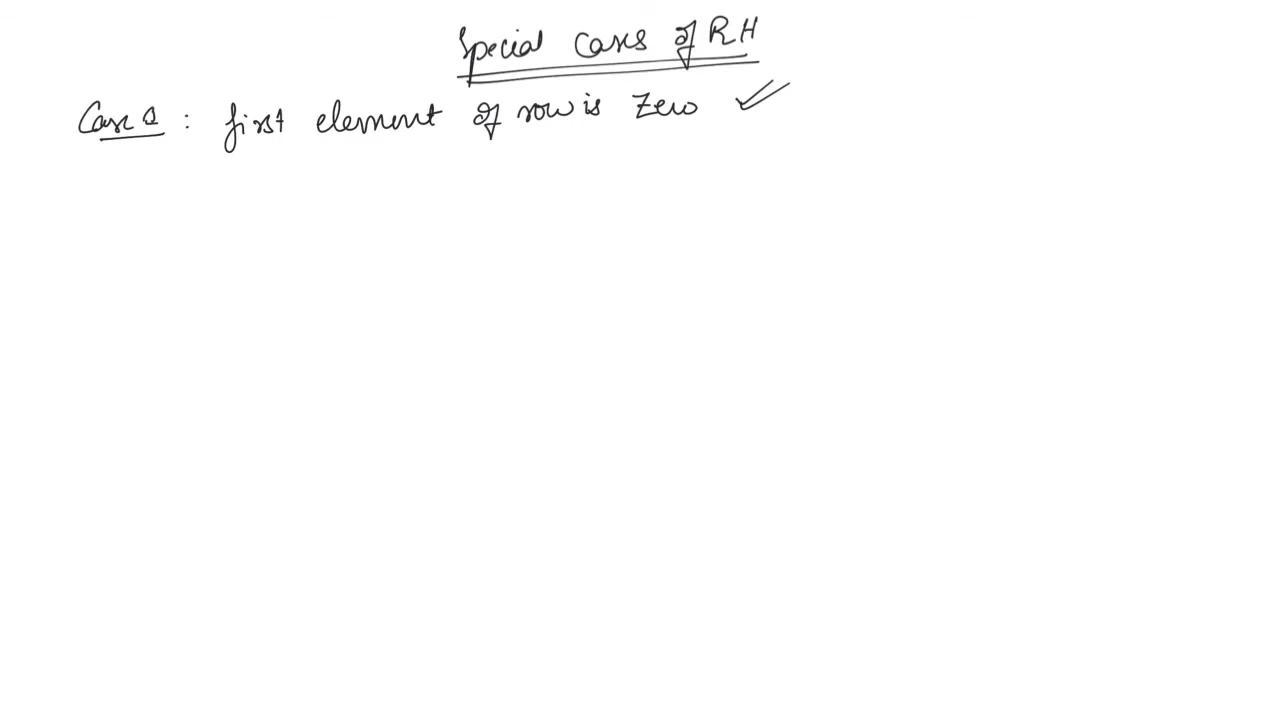 Special Cases of RH
Case 1 : first element of row is Zero